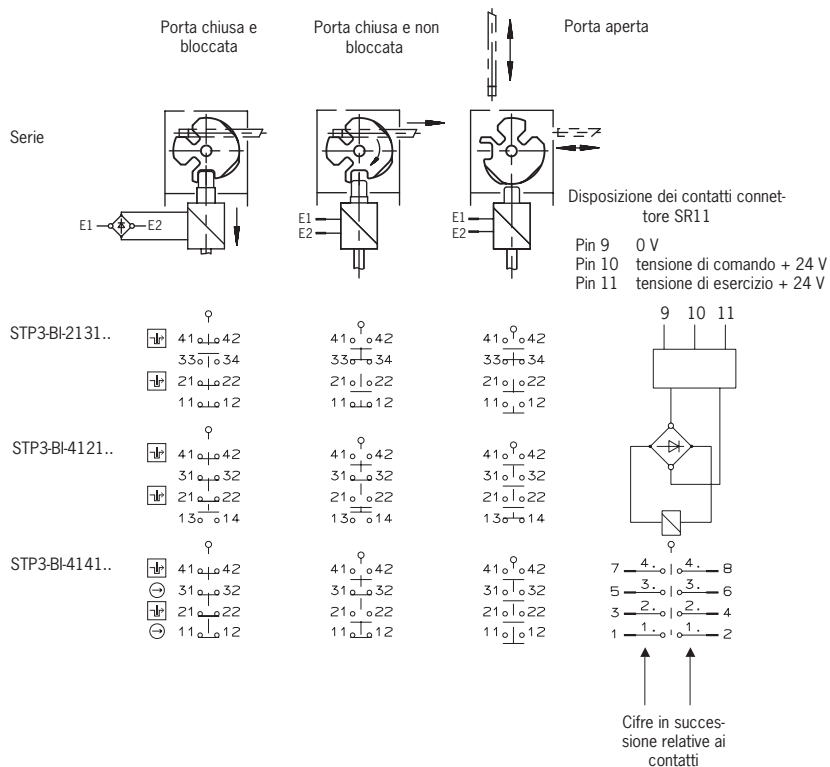 Porta chiusa e
bloccata
Porta chiusa e non
bloccata
Porta aperta
Serie
E1 E2
E1
E2
E1
E2
Disposizione dei contatti connet-
tore SR11
Pin 9 0 V
Pin 10 tensione di comando + 24 V
Pin 11 tensione di esercizio + 24 V
9 10 11
STP3-BI-2131..
41 42 41 42 41 42
33 34 33 34 33 34
21 22 21 22 21 22
11 12 11 12 11 12
STP3-BI-4121..
41 42 41 42 41 42
31 32 31 32 31 32
21 22 21 22 21 22
13 14 13 14 13 14
STP3-BI-4141..
41 42 41 42 41 42
31 32 31 32 31 32
21 22 21 22 21 22
11 12 11 12 11 12
7 4. 4. 8
5 3. 3. 6
3 2. 2. 4
1 1. 1. 2
Cifre in succes-
sione relative ai
contatti